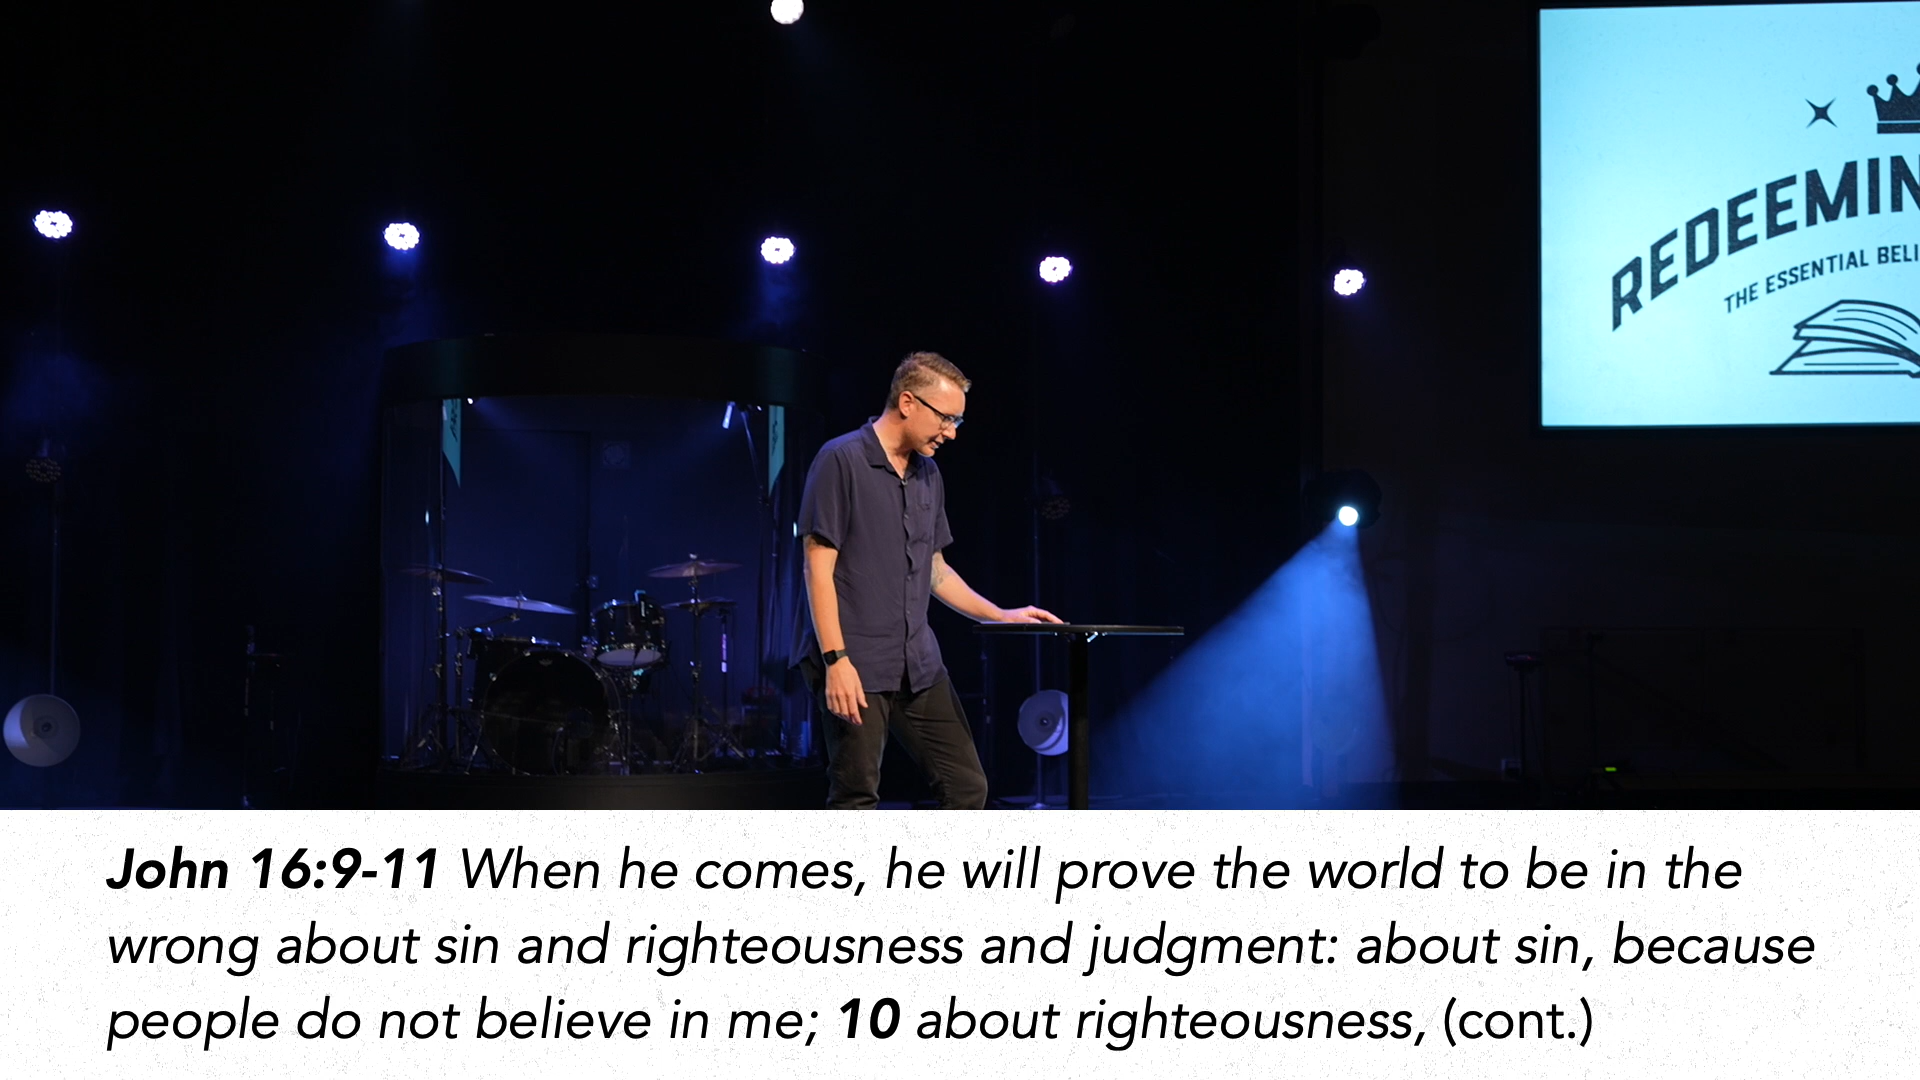 REDEEMIN
THE ESSENTIAL BELI
John 16:9-11 When he comes, he will prove the world to be in the
wrong about sin and righteousness and judgment: about sin, because
people do not believe in me; 10 about righteousness, (cont.)